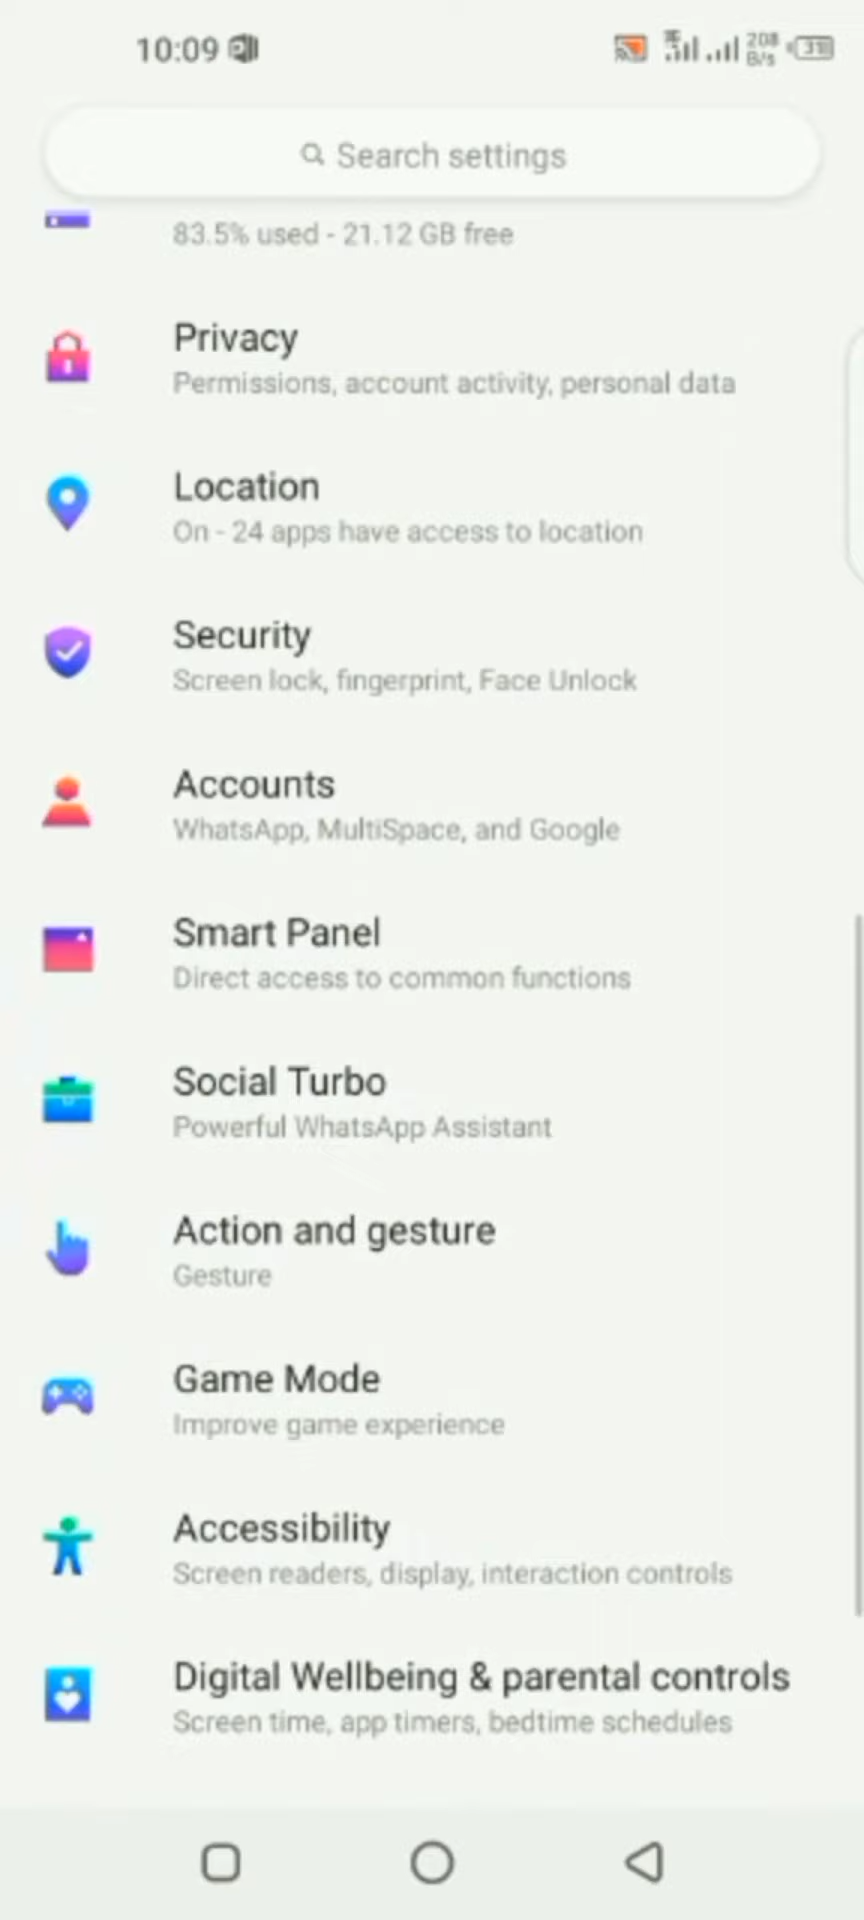 10:09
208
B/s
31
Search settings
83.5% used - 21.12 GB free
Privacy
Permissions, account activity, personal data
Location
On - 24 apps have access to location
Security
Screen lock, fingerprint, Face Unlock
Accounts
WhatsApp, MultiSpace, and Google
Smart Panel
Direct access to common functions
Social Turbo
Powerful WhatsApp Assistant
Action and gesture
Gesture
Game Mode
Improve game experience
Accessibility
Screen readers, display, interaction controls
Digital Wellbeing & parental controls
Screen time, app timers, bedtime schedules